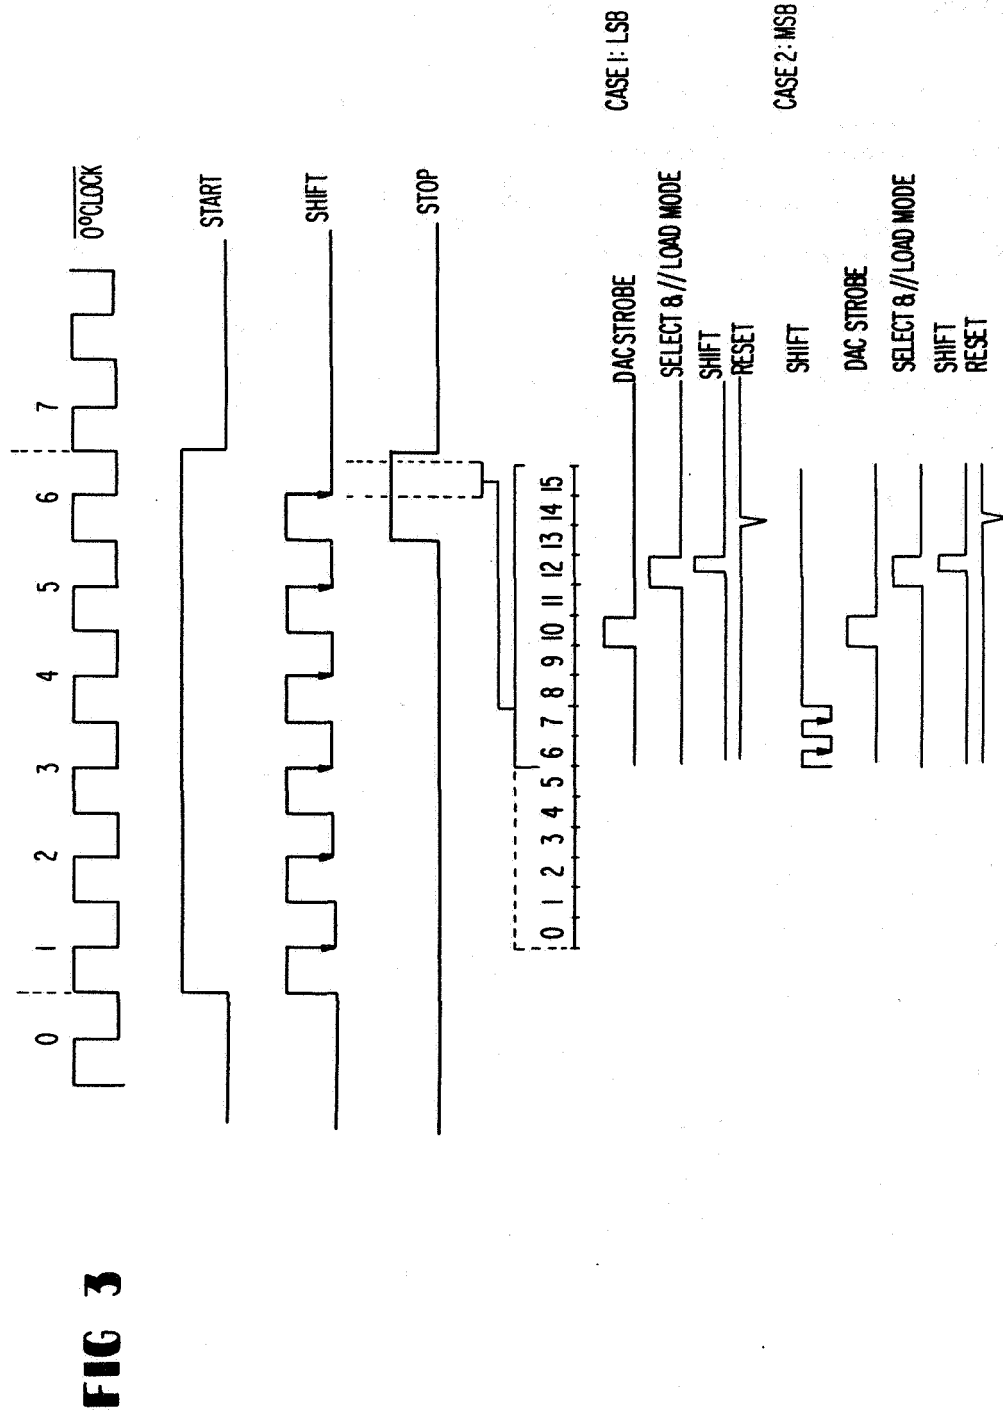 FIG 3
0 1 2 3 4 5 6 7
0°CLOCK
START
SHIFT
STOP
0 1 2 3 4 5 6 7 8 9 10 11 12 13 14 15
CASE 1: LSB
DAC STROBE
SELECT & // LOAD MODE
SHIFT
RESET
CASE 2: MSB
SHIFT
DAC STROBE
SELECT & // LOAD MODE
SHIFT
RESET